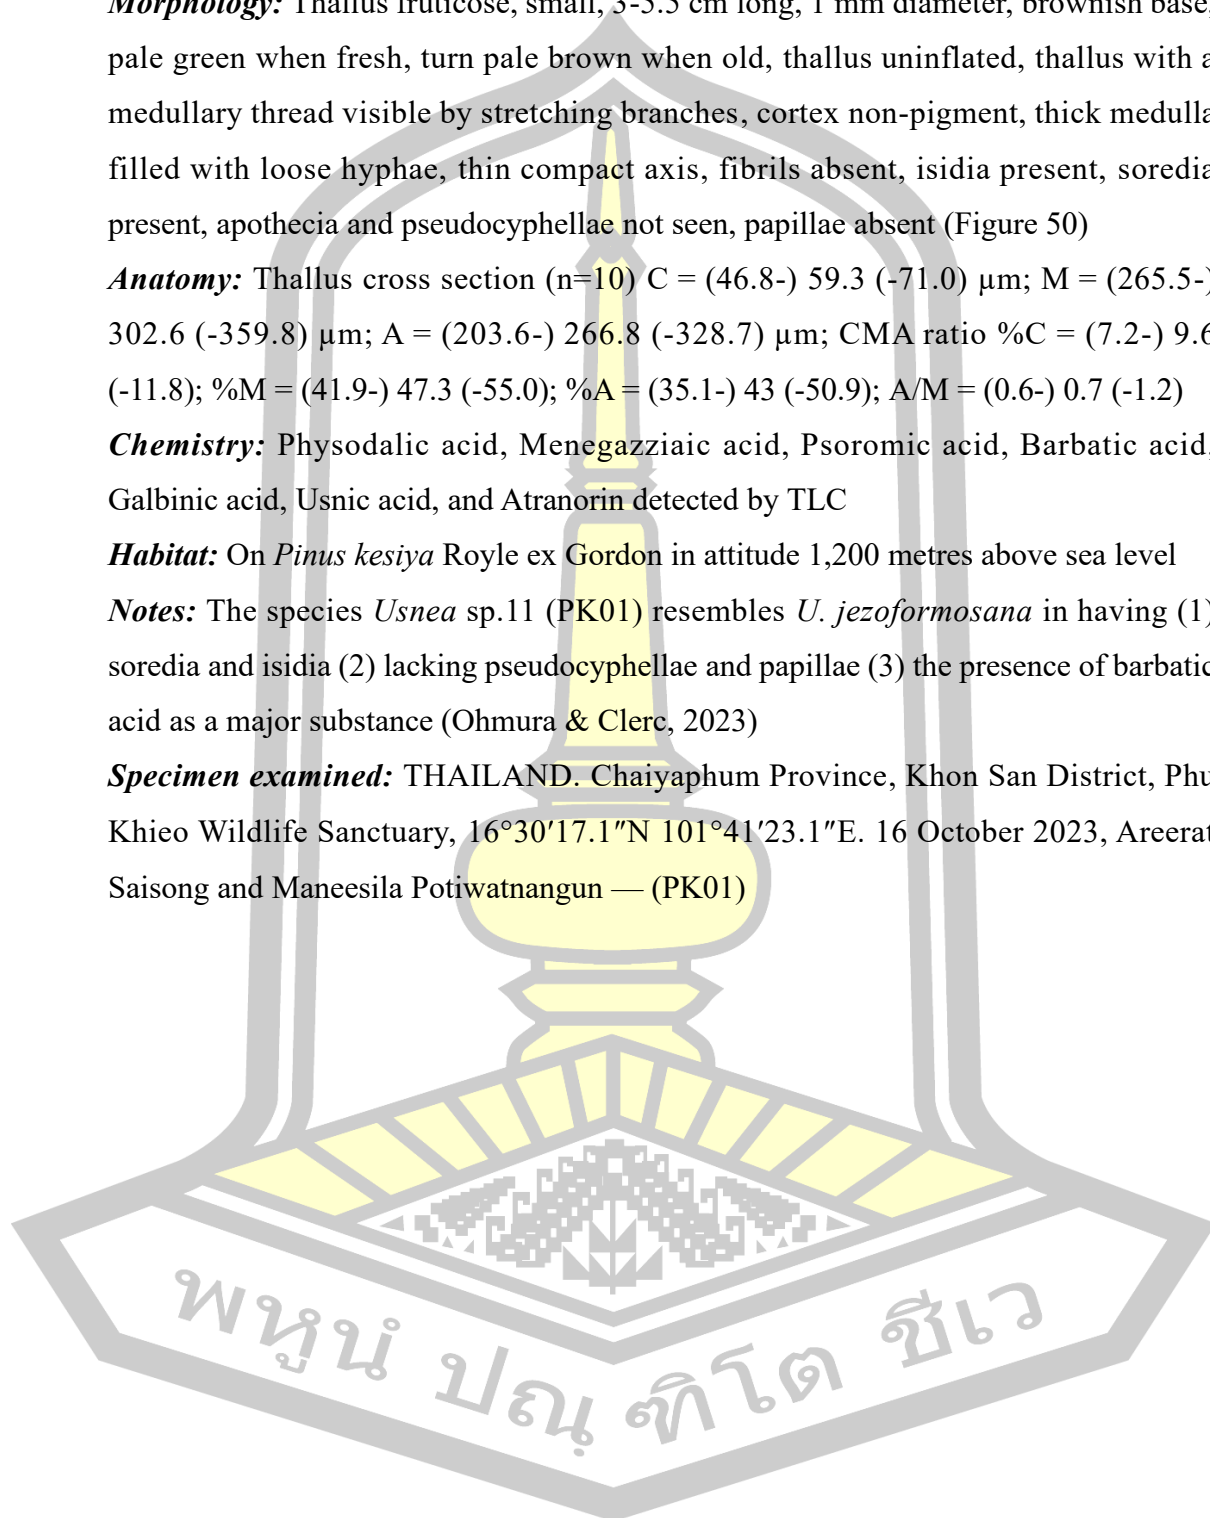 Morphology: Thallus fruticose, small, 3-5.5 cm long, 1 mm diameter, brownish base,
pale green when fresh, turn pale brown when old, thallus uninflated, thallus with a
medullary thread visible by stretching branches, cortex non-pigment, thick medulla
filled with loose hyphae, thin compact axis, fibrils absent, isidia present, soredia
present, apothecia and pseudocyphellae not seen, papillae absent (Figure 50)
Anatomy: Thallus cross section (n=10) C = (46.8-) 59.3 (-71.0) µm; M = (265.5-)
302.6 (-359.8) µm; A = (203.6-) 266.8 (-328.7) µm; CMA ratio %C = (7.2-) 9.6
(-11.8); %M = (41.9-) 47.3 (-55.0); %A = (35.1-) 43 (-50.9); A/M = (0.6-) 0.7 (-1.2)
Chemistry: Physodalic acid, Menegazziaic acid, Psoromic acid, Barbatic acid,
Galbinic acid, Usnic acid, and Atranorin detected by TLC
Habitat: On Pinus kesiya Royle ex Gordon in attitude 1,200 metres above sea level
Notes: The species Usnea sp.11 (PK01) resembles U. jezoformosana in having (1)
soredia and isidia (2) lacking pseudocyphellae and papillae (3) the presence of barbatic
acid as a major substance (Ohmura & Clerc, 2023)
Specimen examined: THAILAND. Chaiyaphum Province, Khon San District, Phu
Khieo Wildlife Sanctuary, 16°30′17.1″N 101°41′23.1″E. 16 October 2023, Areerat
Saisong and Maneesila Potiwatnangun — (PK01)
พหูนํ ปณฺฑิโต ชีเว